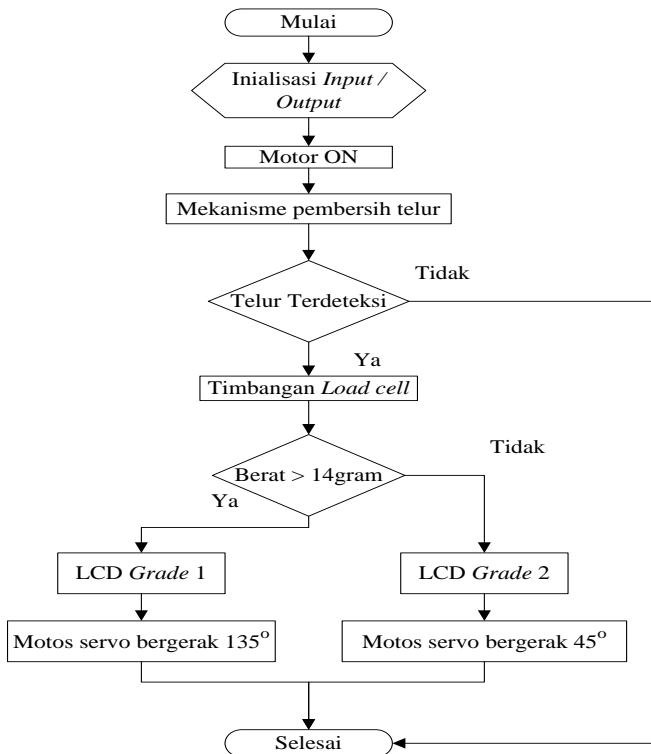 Mulai
Inialisasi Input /
Output
Motor ON
Mekanisme pembersih telur
Tidak
Telur Terdeteksi
Ya
Timbangan Load cell
Tidak
Berat > 14gram
Ya
LCD Grade 1
LCD Grade 2
Motos servo bergerak 135°
Motos servo bergerak 45°
Selesai